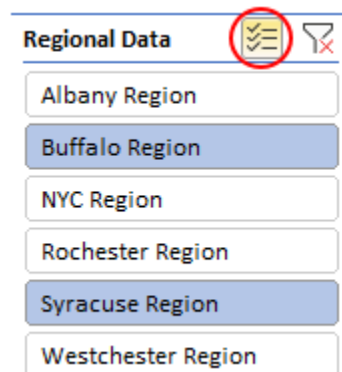 Regional Data
Albany Region
Buffalo Region
NYC Region
Rochester Region
Syracuse Region
Westchester Region